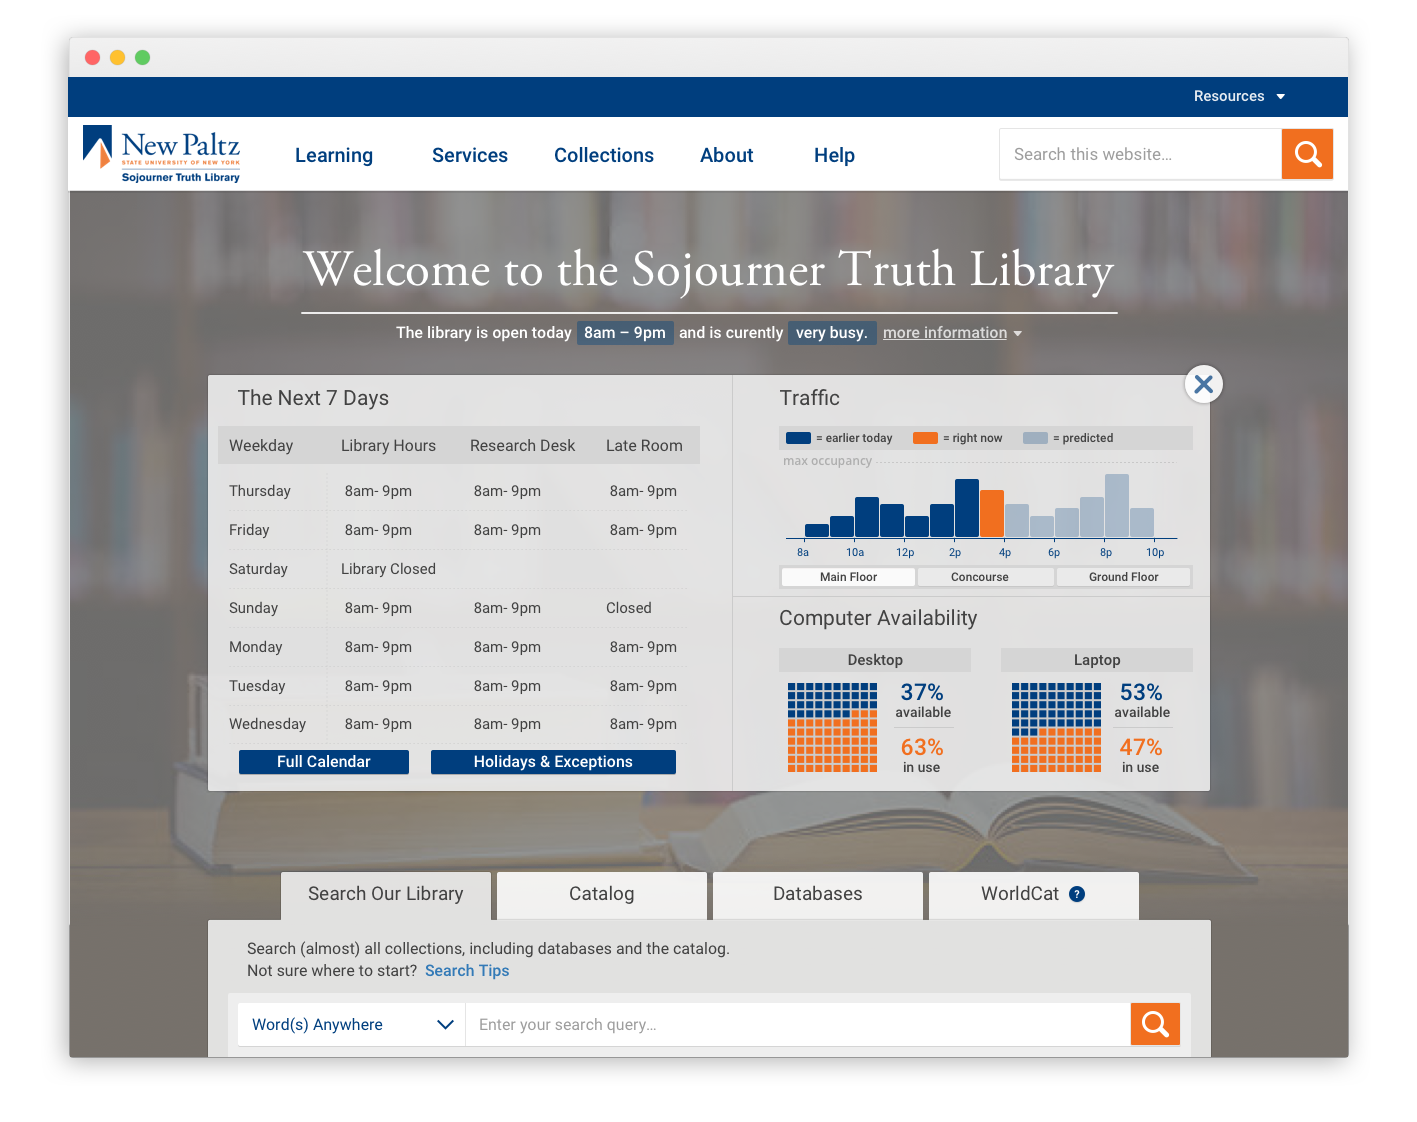 Resources
New Paltz
STATE UNIVERSITY OF NEW YORK
Sojourner Truth Library
Learning Services Collections About Help
Search this website...
Welcome to the Sojourner Truth Library
The library is open today 8am – 9pm and is curently very busy. more information
The Next 7 Days
Weekday Library Hours Research Desk Late Room
Thursday 8am- 9pm 8am- 9pm 8am- 9pm
Friday 8am- 9pm 8am- 9pm 8am- 9pm
Saturday Library Closed
Sunday 8am- 9pm 8am- 9pm Closed
Monday 8am- 9pm 8am- 9pm 8am- 9pm
Tuesday 8am- 9pm 8am- 9pm 8am- 9pm
Wednesday 8am- 9pm 8am- 9pm 8am- 9pm
Full Calendar Holidays & Exceptions
Traffic
= earlier today = right now = predicted
max occupancy
8a 10a 12p 2p 4p 6p 8p 10p
Main Floor Concourse Ground Floor
Computer Availability
Desktop Laptop
37% 53%
available available
63% 47%
in use in use
Search Our Library Catalog Databases WorldCat ?
Search (almost) all collections, including databases and the catalog.
Not sure where to start? Search Tips
Word(s) Anywhere Enter your search query...